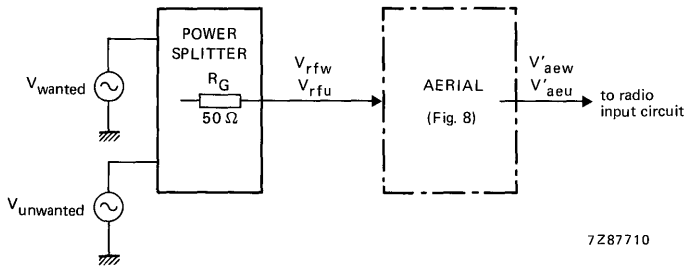 POWER
SPLITTER
R_G
50 Ω
V_wanted
V_unwanted
V_rfw
V_rfu
AERIAL
(Fig. 8)
V'_aew
V'_aeu
to radio
input circuit
7Z87710